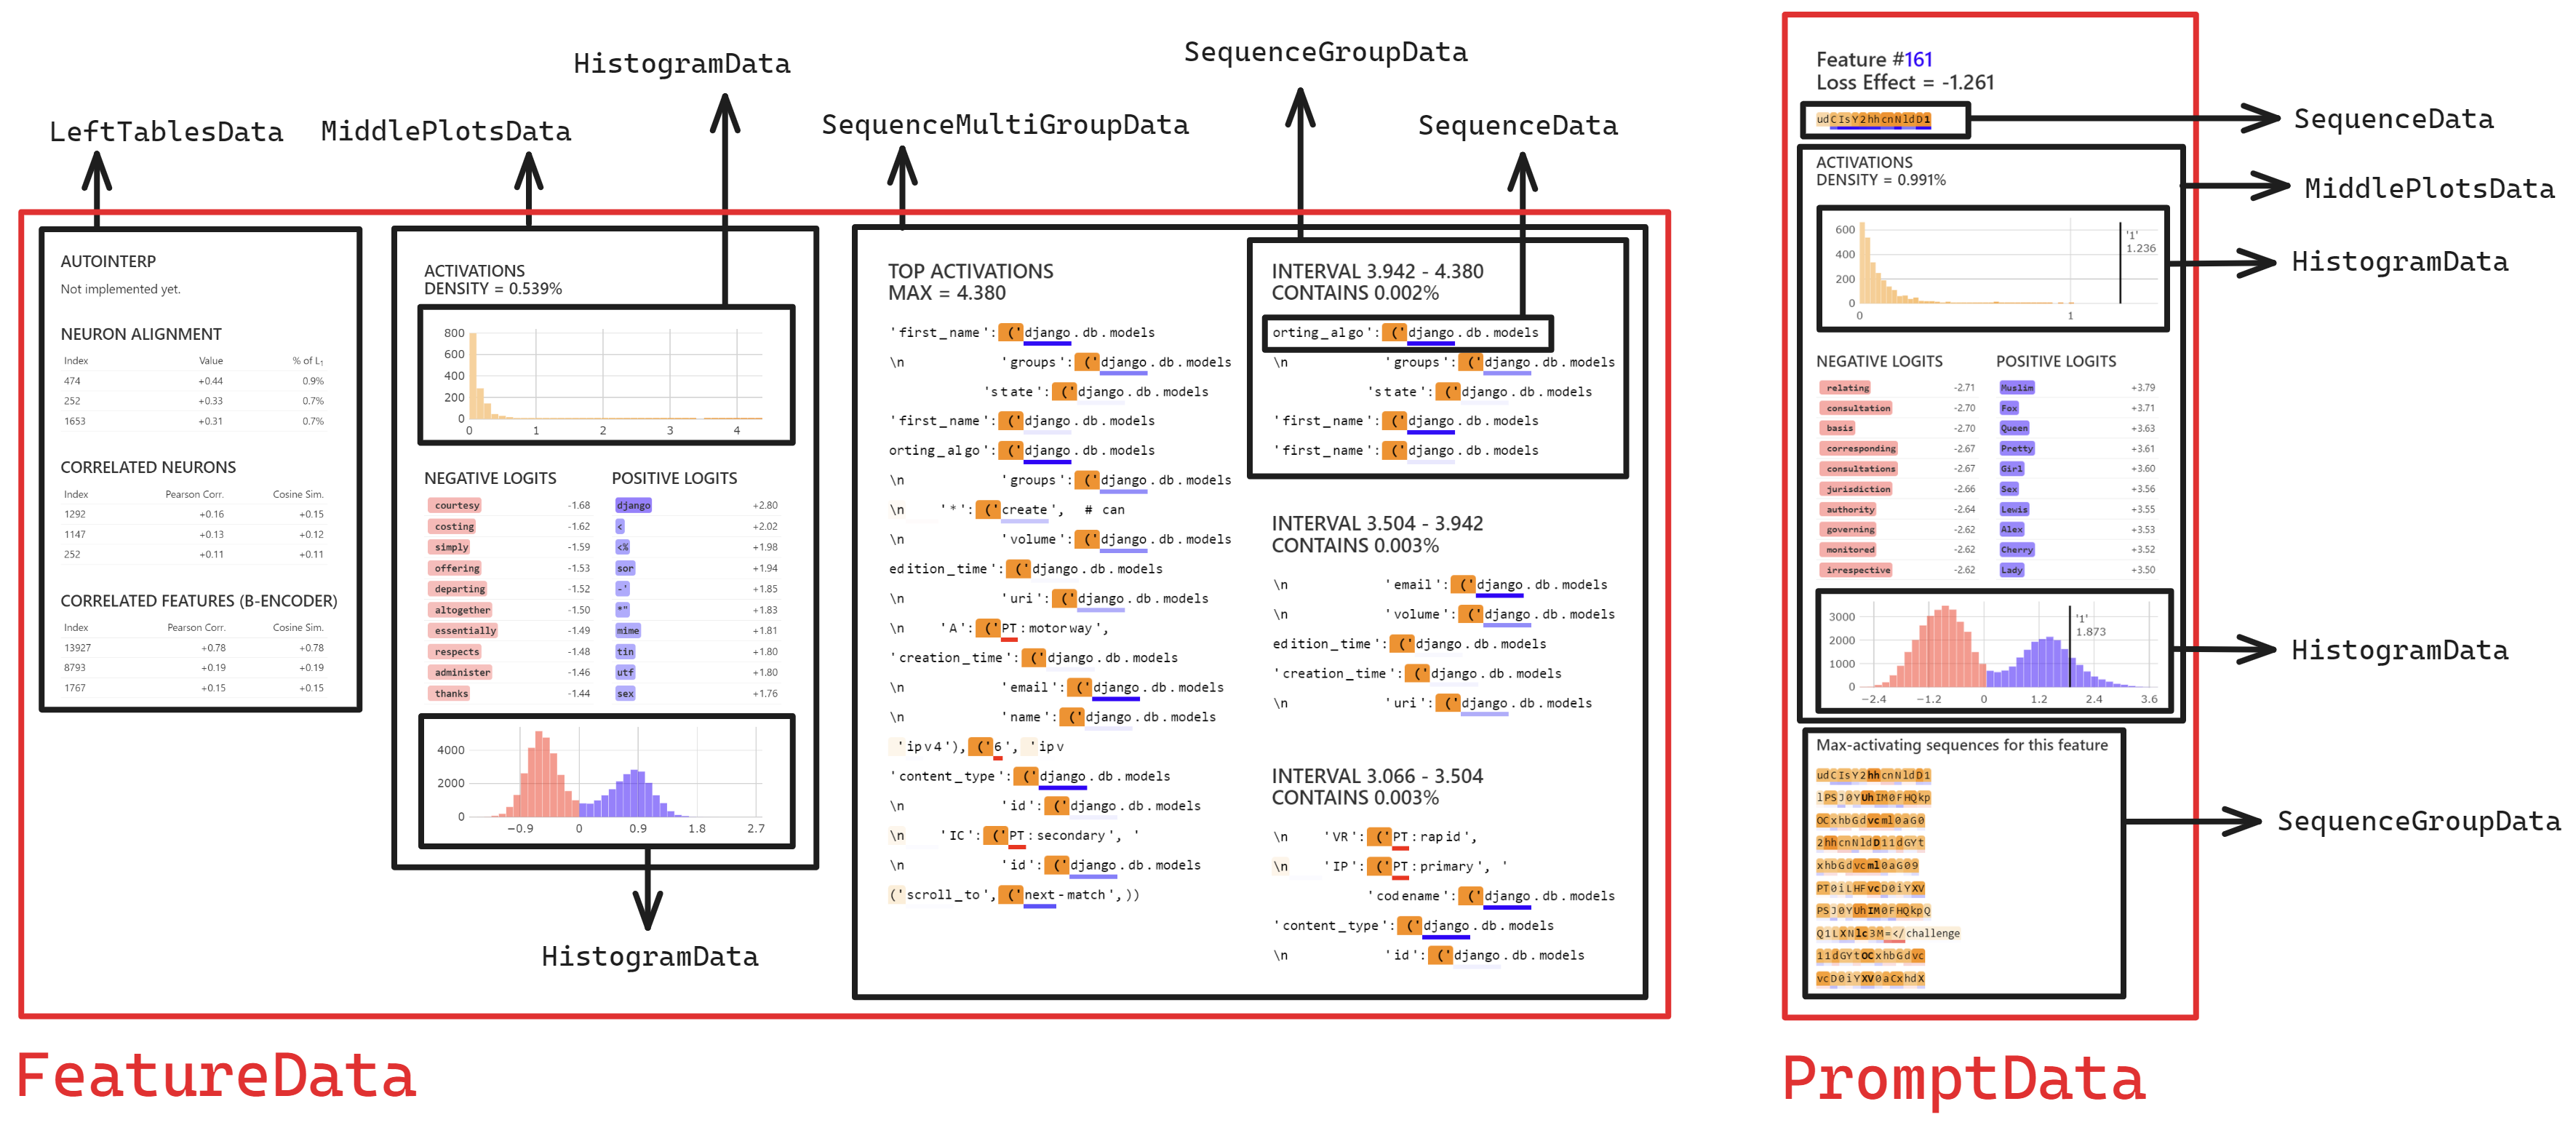 HistogramData
SequenceGroupData
LeftTablesData
MiddlePlotsData
SequenceMultiGroupData
SequenceData
AUTOINTERP
Not implemented yet.
NEURON ALIGNMENT
Index Value % of L₁
474 +0.44 0.9%
252 +0.33 0.7%
1653 +0.31 0.7%
CORRELATED NEURONS
Index Pearson Corr. Cosine Sim.
1292 +0.16 +0.15
1147 +0.13 +0.12
252 +0.11 +0.11
CORRELATED FEATURES (B-ENCODER)
Index Pearson Corr. Cosine Sim.
13927 +0.78 +0.78
8793 +0.19 +0.19
1767 +0.15 +0.15
ACTIVATIONS
DENSITY = 0.539%
800
600
400
200
0
0 1 2 3 4
NEGATIVE LOGITS POSITIVE LOGITS
courtesy -1.68 django +2.80
costing -1.62 < +2.02
simply -1.59 <% +1.98
offering -1.53 sor +1.94
departing -1.52 -' +1.85
altogether -1.50 *" +1.83
essentially -1.49 mime +1.81
respects -1.48 tin +1.80
administer -1.46 utf +1.80
thanks -1.44 sex +1.76
4000
2000
0
−0.9 0 0.9 1.8 2.7
HistogramData
TOP ACTIVATIONS
MAX = 4.380
'first_name': ('django.db.models
\n 'groups': ('django.db.models
'state': ('django.db.models
'first_name': ('django.db.models
orting_algo': ('django.db.models
\n 'groups': ('django.db.models
\n '*': ('create', # can
\n 'volume': ('django.db.models
edition_time': ('django.db.models
\n 'uri': ('django.db.models
\n 'A': ('PT:motorway',
'creation_time': ('django.db.models
\n 'email': ('django.db.models
\n 'name': ('django.db.models
'ipv4'), ('6', 'ipv
'content_type': ('django.db.models
\n 'id': ('django.db.models
\n 'IC': ('PT:secondary', '
\n 'id': ('django.db.models
('scroll_to', ('next-match',))
INTERVAL 3.942 - 4.380
CONTAINS 0.002%
orting_algo': ('django.db.models
\n 'groups': ('django.db.models
'state': ('django.db.models
'first_name': ('django.db.models
'first_name': ('django.db.models
INTERVAL 3.504 - 3.942
CONTAINS 0.003%
\n 'email': ('django.db.models
\n 'volume': ('django.db.models
edition_time': ('django.db.models
'creation_time': ('django.db.models
\n 'uri': ('django.db.models
INTERVAL 3.066 - 3.504
CONTAINS 0.003%
\n 'VR': ('PT:rapid',
\n 'IP': ('PT:primary', '
'codename': ('django.db.models
'content_type': ('django.db.models
\n 'id': ('django.db.models
FeatureData
Feature #161
Loss Effect = -1.261
udCIsY2hhcnNldD1
SequenceData
ACTIVATIONS
DENSITY = 0.991%
MiddlePlotsData
600
400
200
0
0 1
'1'
1.236
HistogramData
NEGATIVE LOGITS POSITIVE LOGITS
relating -2.71 Muslim +3.79
consultation -2.70 Fox +3.71
basis -2.70 Queen +3.63
corresponding -2.67 Pretty +3.61
consultations -2.67 Girl +3.60
jurisdiction -2.66 Sex +3.56
authority -2.64 Lewis +3.55
governing -2.62 Alex +3.53
monitored -2.62 Cherry +3.52
irrespective -2.62 Lady +3.50
3000
2000
1000
0
−2.4 −1.2 0 1.2 2.4 3.6
'1'
1.873
HistogramData
Max-activating sequences for this feature
udCIsY2hhcnNldD1
lPSJ0YUhIM0FHQkp
OCxhbGdvcml0aG0
2hhcnNldD11dGYt
xhbGdvcml0aG09
PT0iLHFvcD0iYXV
PSJ0YUhIM0FHQkpQ
Q1LXNlc3M=</challenge
11dGYtOCxhbGdvc
vcD0iYXV0aCxhdX
SequenceGroupData
PromptData